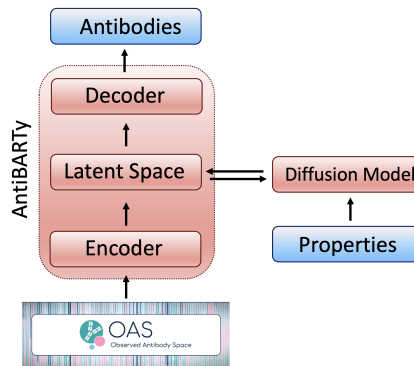 Antibodies
Decoder
AntiBARTy
Latent Space
Diffusion Model
Encoder
Properties
OAS
Observed Antibody Space